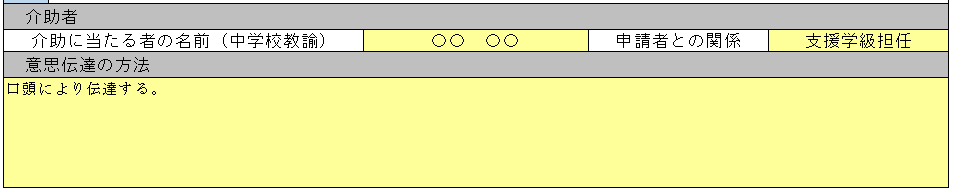 介助者
介助に当たる者の名前（中学校教諭） ○○　○○ 申請者との関係 支援学級担任
意思伝達の方法
口頭により伝達する。